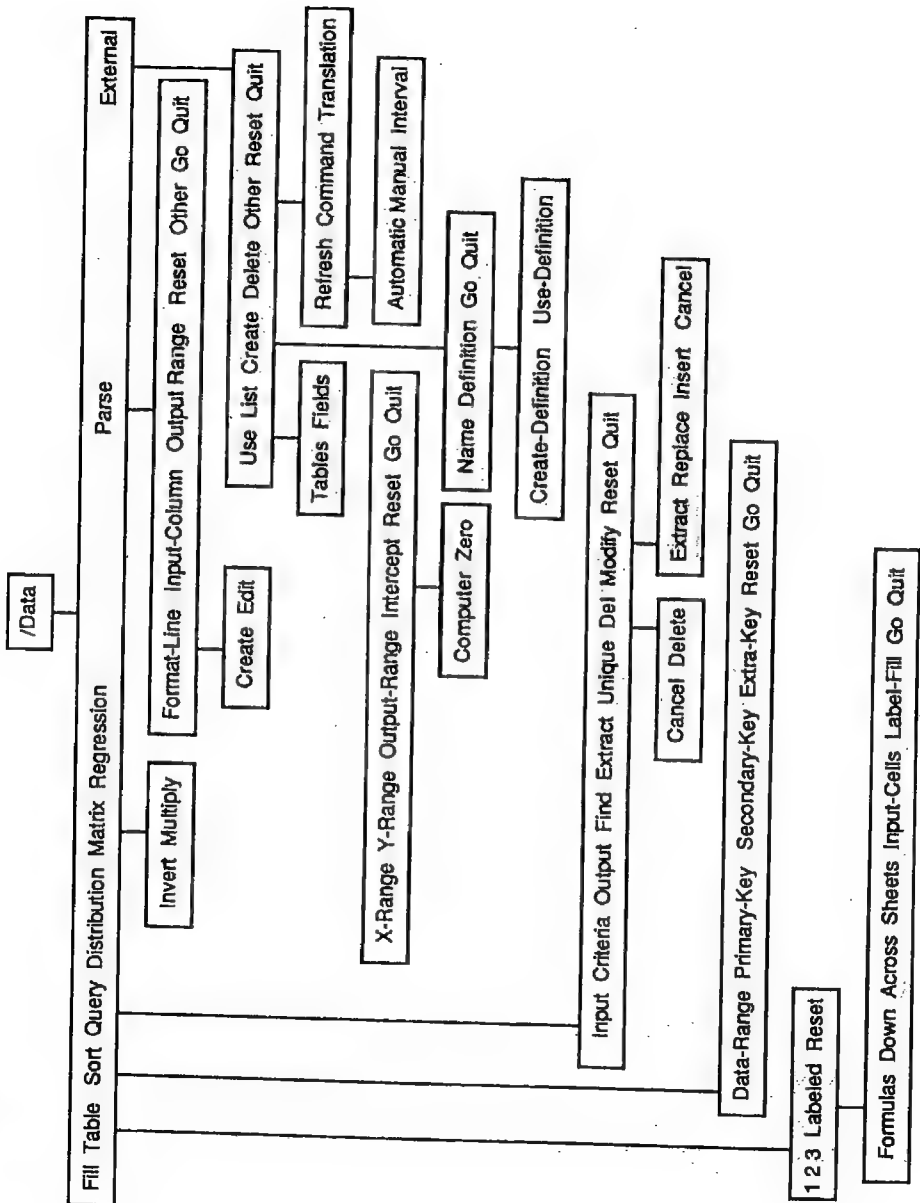 /Data
Fill Table Sort Query Distribution Matrix Regression Parse External
Invert Multiply
Format-Line Input-Column Output Range Reset Other Go Quit
Create Edit
Use List Create Delete Other Reset Quit
Tables Fields
Refresh Command Translation
Automatic Manual Interval
X-Range Y-Range Output-Range Intercept Reset Go Quit
Computer Zero
Name Definition Go Quit
Create-Definition Use-Definition
Input Criteria Output Find Extract Unique Del Modify Reset Quit
Cancel Delete
Extract Replace Insert Cancel
Data-Range Primary-Key Secondary-Key Extra-Key Reset Go Quit
1 2 3 Labeled Reset
Formulas Down Across Sheets Input-Cells Label-Fill Go Quit